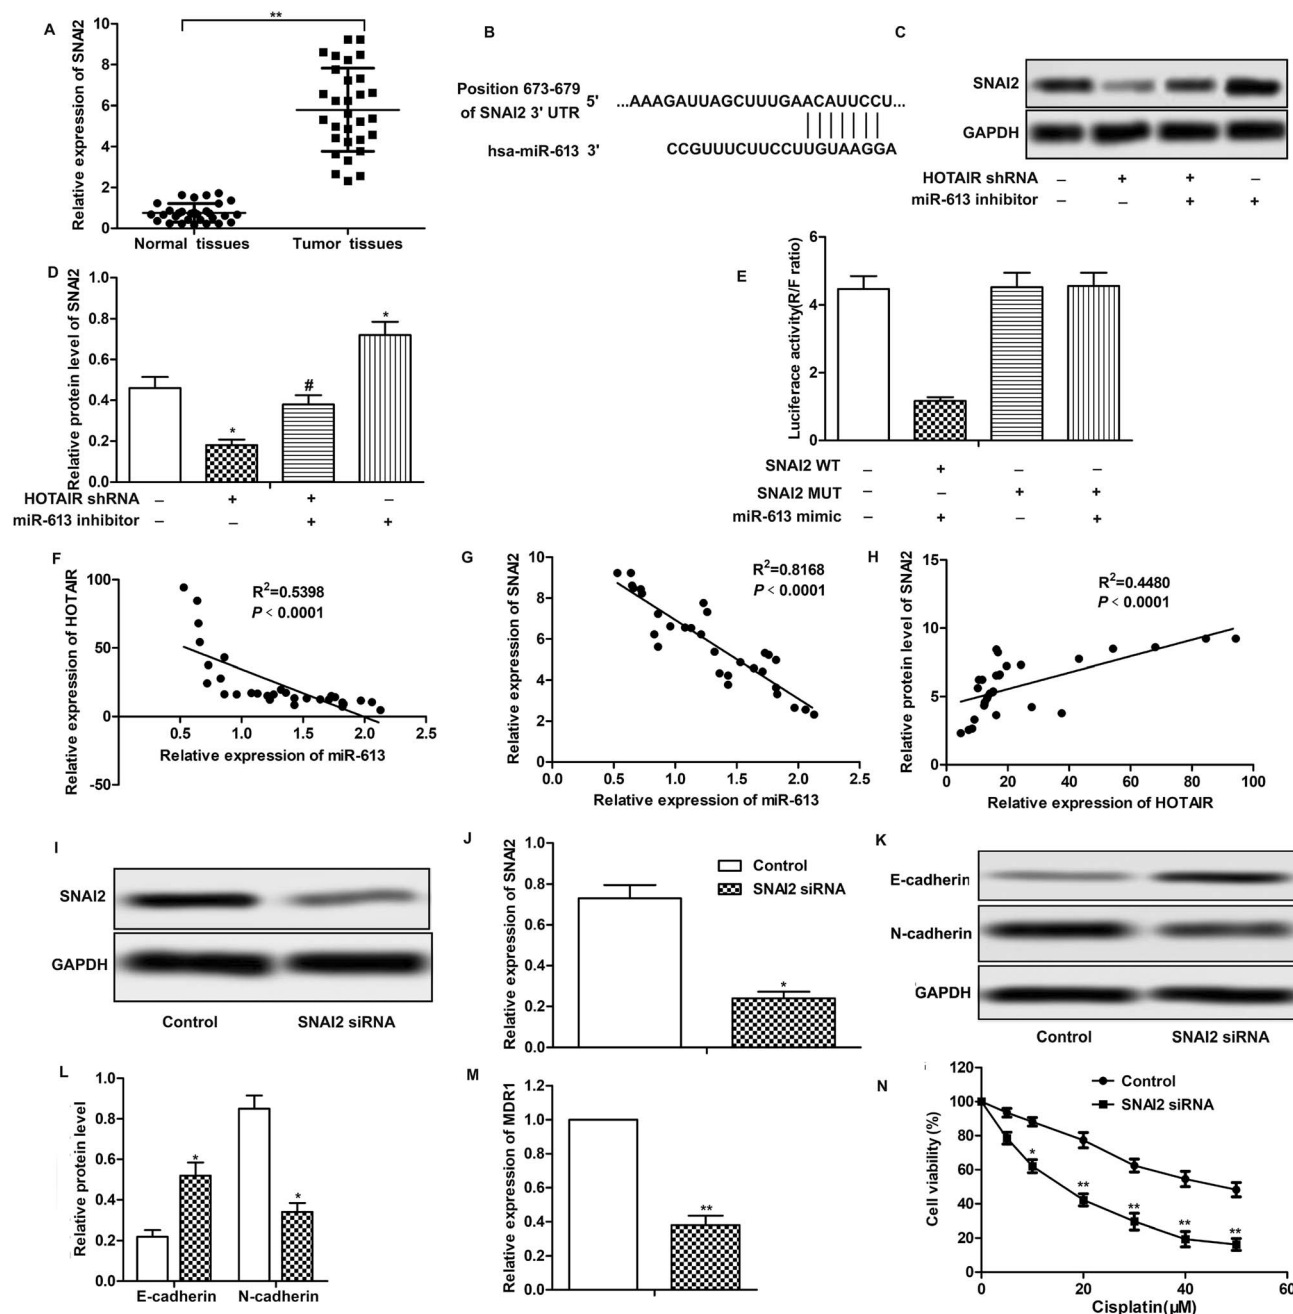 A
Relative expression of SNAI2
10
8
6
4
2
0
**
Normal tissues
Tumor tissues
B
Position 673-679
of SNAI2 3' UTR
5'
...AAAGAUUAGCUUUGAACAUUCCU...
hsa-miR-613
3'
CCGUUUCUUCCUUGUAAGGA
C
SNAI2
GAPDH
HOTAIR shRNA
– + + –
miR-613 inhibitor
– – + +
D
Relative protein level of SNAI2
1.0
0.8
0.6
0.4
0.2
0.0
*
#
*
HOTAIR shRNA
– + + –
miR-613 inhibitor
– – + +
E
Luciferace activity(R/F ratio)
8
6
4
2
0
SNAI2 WT
– + – –
SNAI2 MUT
– – + +
miR-613 mimic
– + – +
F
Relative expression of HOTAIR
100
50
0
-50
R2=0.5398
P < 0.0001
0.5 1.0 1.5 2.0 2.5
Relative expression of miR-613
G
Relative expression of SNAI2
10
8
6
4
2
0
R2=0.8168
P < 0.0001
0.0 0.5 1.0 1.5 2.0 2.5
Relative expression of miR-613
H
Relative protein level of SNAI2
15
10
5
0
R2=0.4480
P < 0.0001
0 20 40 60 80 100
Relative expression of HOTAIR
I
SNAI2
GAPDH
Control
SNAI2 siRNA
J
Relative expression of SNAI2
1.0
0.8
0.6
0.4
0.2
0.0
Control
SNAI2 siRNA
*
K
E-cadherin
N-cadherin
GAPDH
Control
SNAI2 siRNA
L
Relative protein level
1.0
0.8
0.6
0.4
0.2
0.0
*
*
E-cadherin
N-cadherin
M
Relative expression of MDR1
1.2
1.0
0.8
0.6
0.4
0.2
0.0
**
N
Cell viability (%)
120
100
80
60
40
20
0
Control
SNAI2 siRNA
*
**
**
**
**
0 20 40 60
Cisplatin(μM)